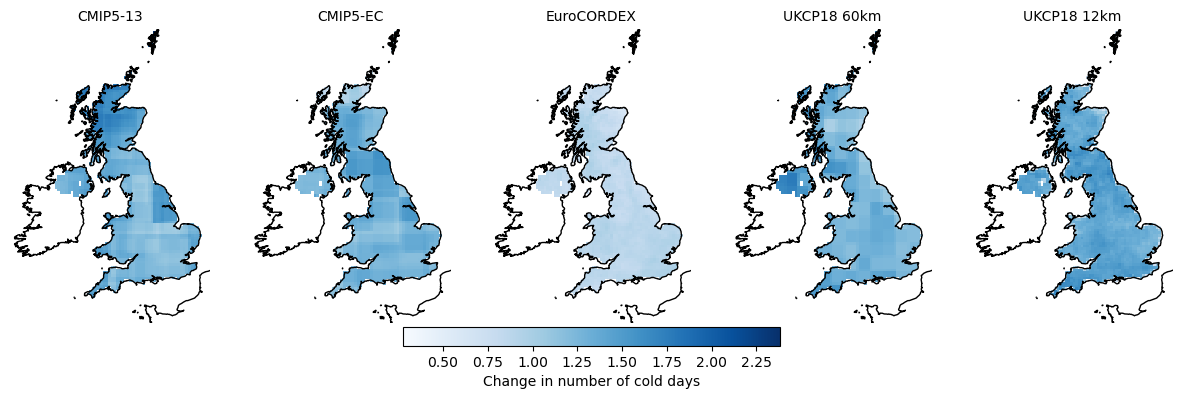 CMIP5-13 CMIP5-EC EuroCORDEX UKCP18 60km UKCP18 12km
0.50 0.75 1.00 1.25 1.50 1.75 2.00 2.25
Change in number of cold days